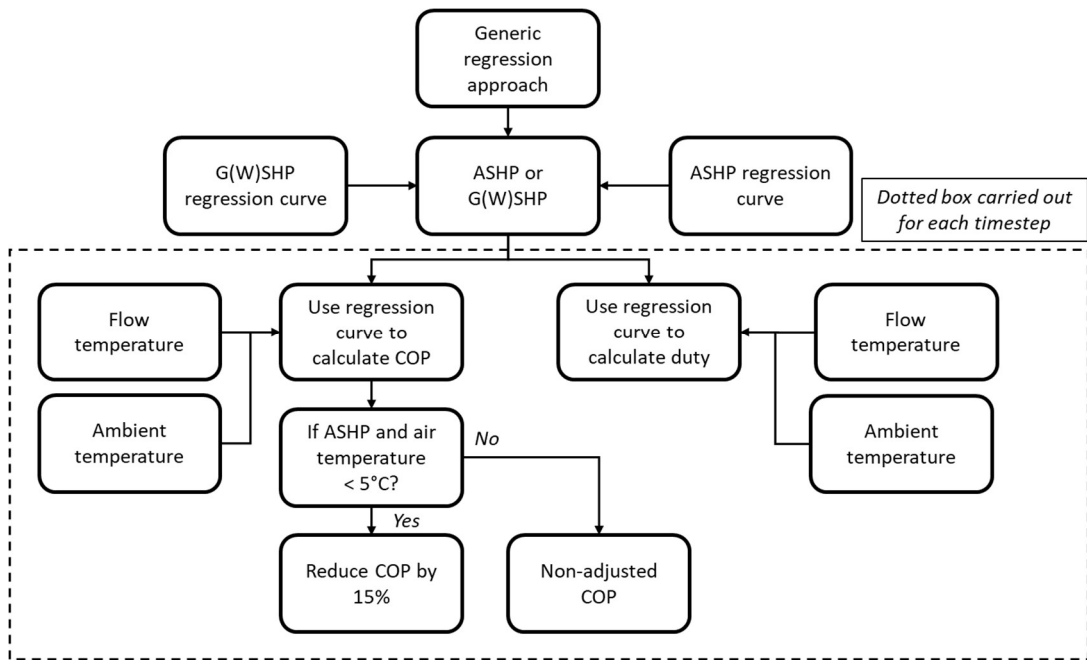 Generic
regression
approach
G(W)SHP
regression curve
ASHP or
G(W)SHP
ASHP regression
curve
Dotted box carried out
for each timestep
Flow
temperature
Use regression
curve to
calculate COP
Use regression
curve to
calculate duty
Flow
temperature
Ambient
temperature
If ASHP and air
temperature
< 5°C?
No
Ambient
temperature
Yes
Reduce COP by
15%
Non-adjusted
COP